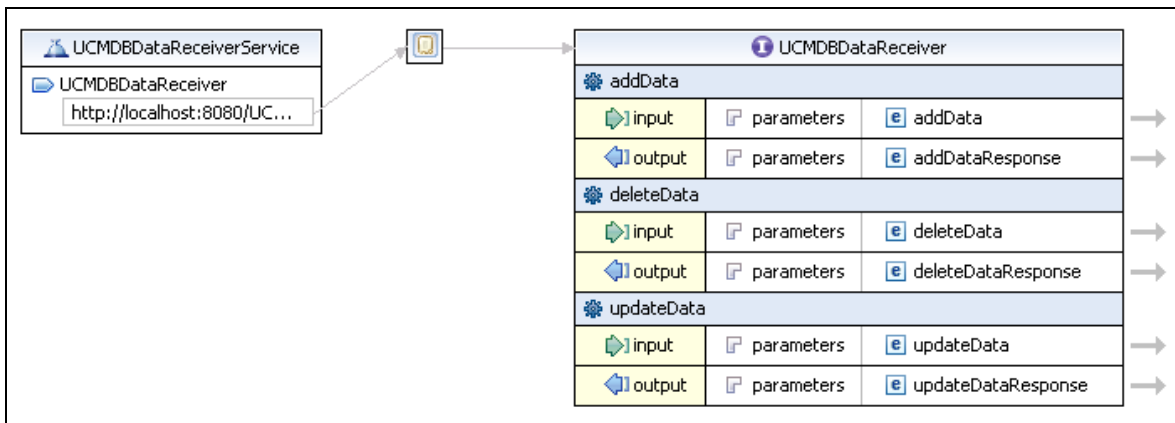 UCMDBDataReceiverService
UCMDBDataReceiver
http://localhost:8080/UC...
UCMDBDataReceiver
addData
input parameters e addData
output parameters e addDataResponse
deleteData
input parameters e deleteData
output parameters e deleteDataResponse
updateData
input parameters e updateData
output parameters e updateDataResponse